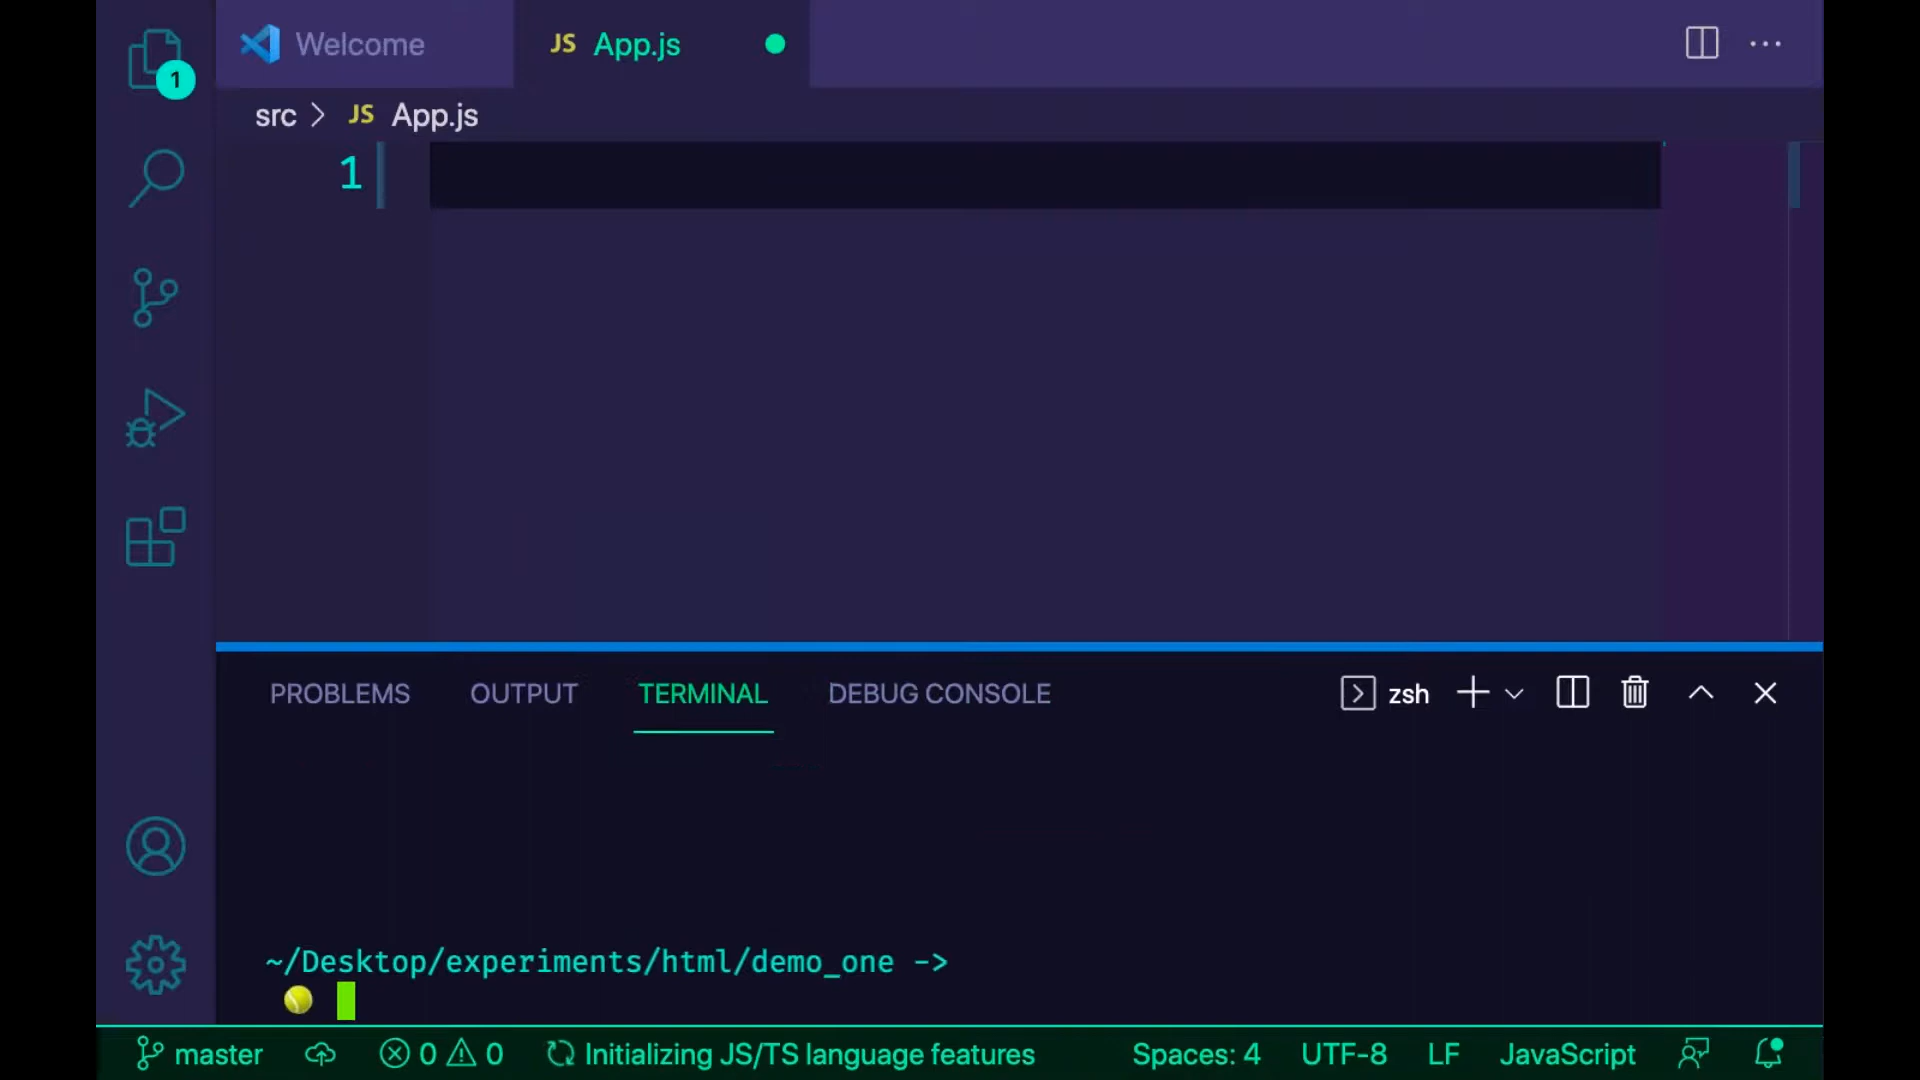 Welcome
JS App.js
1
src > JS App.js
1
PROBLEMS OUTPUT TERMINAL DEBUG CONSOLE zsh
~/Desktop/experiments/html/demo_one ->
master 0 0 Initializing JS/TS language features Spaces: 4 UTF-8 LF JavaScript